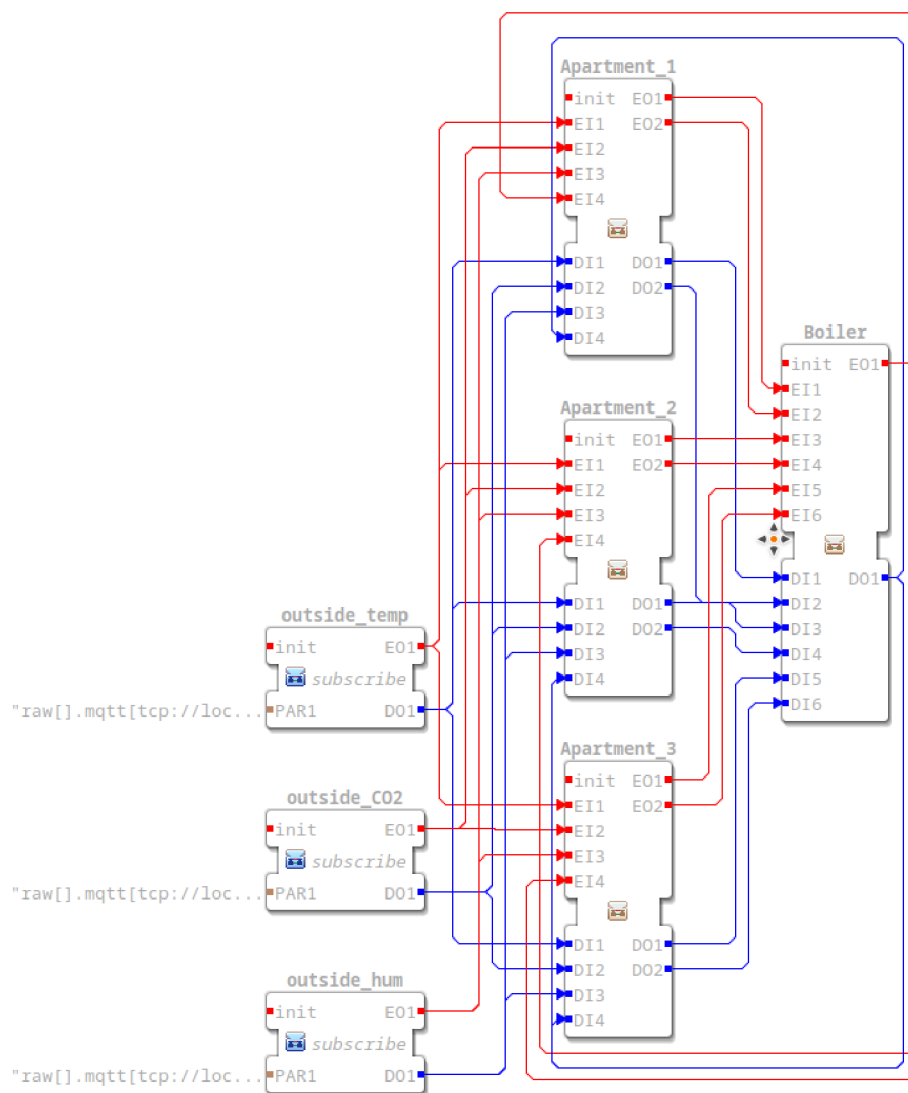 Apartment_1
init EO1
EI1 EO2
EI2
EI3
EI4
DI1 DO1
DI2 DO2
DI3
DI4
Apartment_2
init EO1
EI1 EO2
EI2
EI3
EI4
DI1 DO1
DI2 DO2
DI3
DI4
Apartment_3
init EO1
EI1 EO2
EI2
EI3
EI4
DI1 DO1
DI2 DO2
DI3
DI4
Boiler
init EO1
EI1
EI2
EI3
EI4
EI5
EI6
DI1 DO1
DI2
DI3
DI4
DI5
DI6
outside_temp
init EO1
subscribe
"raw[].mqtt[tcp://loc... PAR1 DO1
outside_CO2
init EO1
subscribe
"raw[].mqtt[tcp://loc... PAR1 DO1
outside_hum
init EO1
subscribe
"raw[].mqtt[tcp://loc... PAR1 DO1